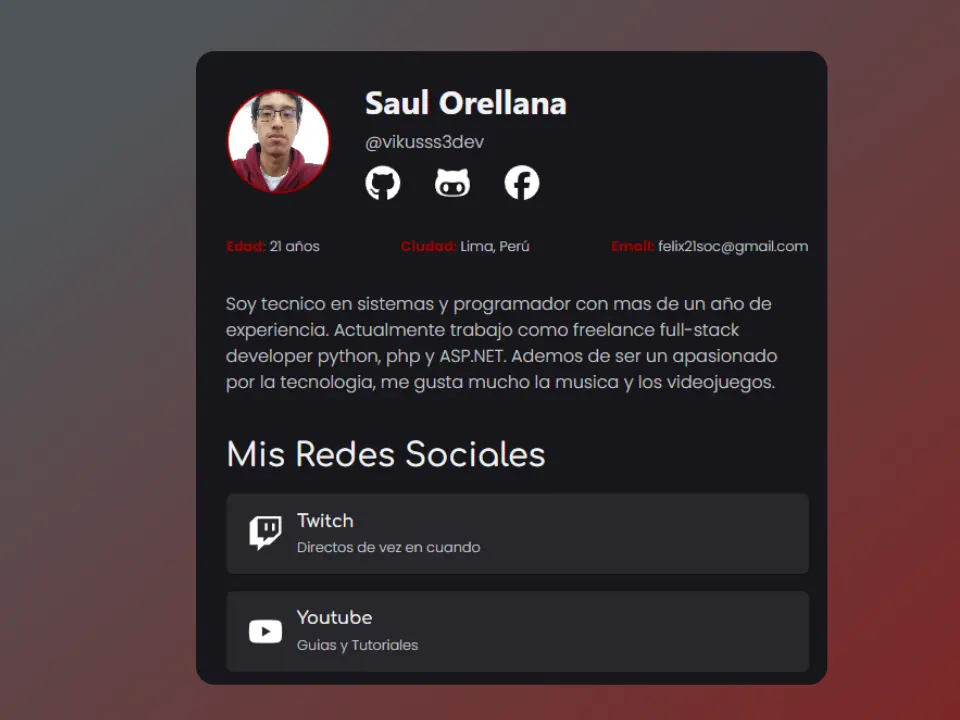 Saul Orellana
@vikusss3dev
Edad: 21 años Ciudad: Lima, Perú Email: felix21soc@gmail.com
Soy tecnico en sistemas y programador con mas de un año de
experiencia. Actualmente trabajo como freelance full-stack
developer python, php y ASP.NET. Ademos de ser un apasionado
por la tecnologia, me gusta mucho la musica y los videojuegos.
Mis Redes Sociales
Twitch
Directos de vez en cuando
Youtube
Guias y Tutoriales